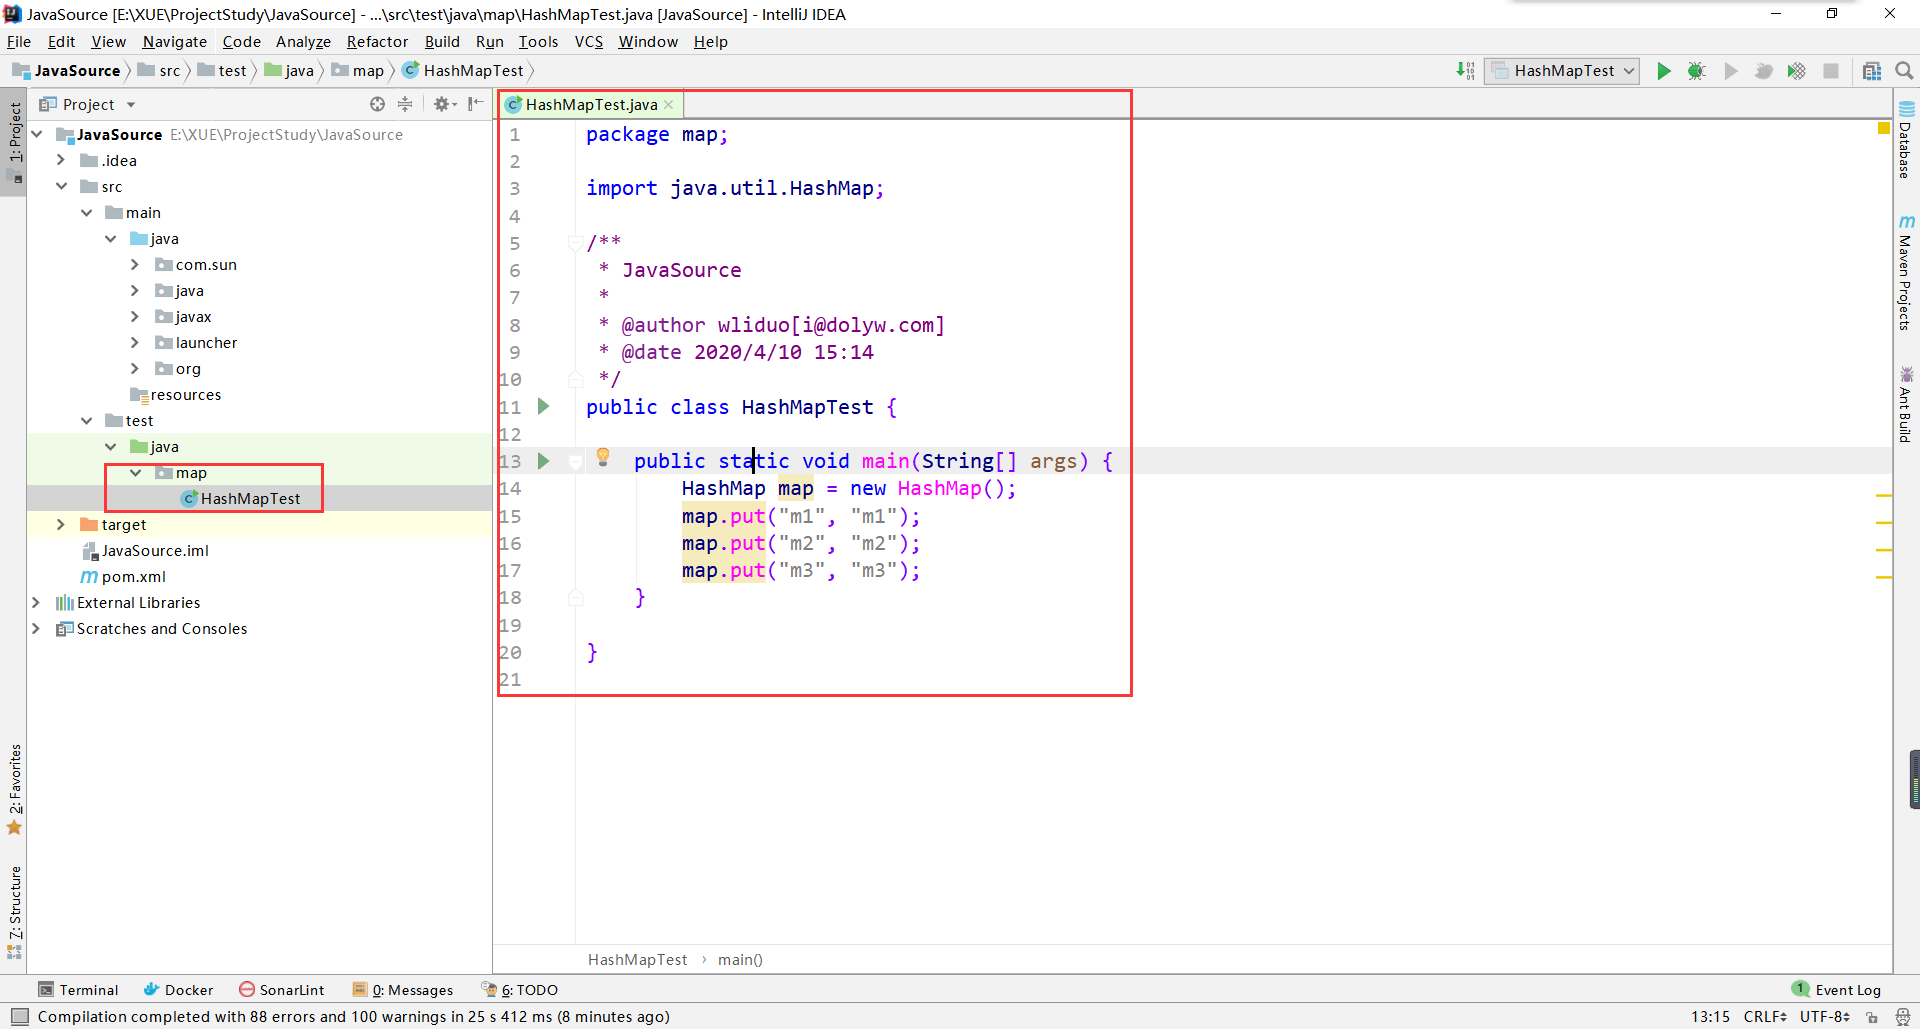 JavaSource [E:\XUE\ProjectStudy\JavaSource] - ...\src\test\java\map\HashMapTest.java [JavaSource] - IntelliJ IDEA
File Edit View Navigate Code Analyze Refactor Build Run Tools VCS Window Help
JavaSource src test java map HashMapTest
HashMapTest
Project
HashMapTest.java
1: Project
2: Favorites
7: Structure
JavaSource E:\XUE\ProjectStudy\JavaSource
.idea
src
main
java
com.sun
java
javax
launcher
org
resources
test
java
map
HashMapTest
target
JavaSource.iml
pom.xml
External Libraries
Scratches and Consoles
1 package map;
2
3 import java.util.HashMap;
4
5 /**
6 * JavaSource
7 *
8 * @author wliduo[i@dolyw.com]
9 * @date 2020/4/10 15:14
10 */
11 public class HashMapTest {
12
13 public static void main(String[] args) {
14 HashMap map = new HashMap();
15 map.put("m1", "m1");
16 map.put("m2", "m2");
17 map.put("m3", "m3");
18 }
19
20 }
21
Database
Maven Projects
Ant Build
HashMapTest › main()
Terminal Docker SonarLint 0: Messages 6: TODO
1 Event Log
Compilation completed with 88 errors and 100 warnings in 25 s 412 ms (8 minutes ago)
13:15 CRLF UTF-8